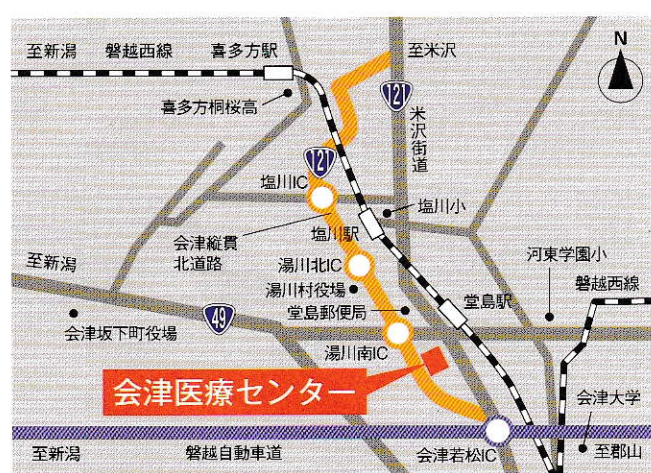 至新潟
磐越西線
喜多方駅
至米沢
N
喜多方桐桜高
121
米沢街道
121
塩川IC
塩川小
会津縦貫
北道路
塩川駅
至新潟
湯川北IC
河東学園小
湯川村役場
磐越西線
堂島駅
堂島郵便局
49
会津坂下町役場
湯川南IC
会津医療センター
会津大学
至新潟
磐越自動車道
会津若松IC
至郡山